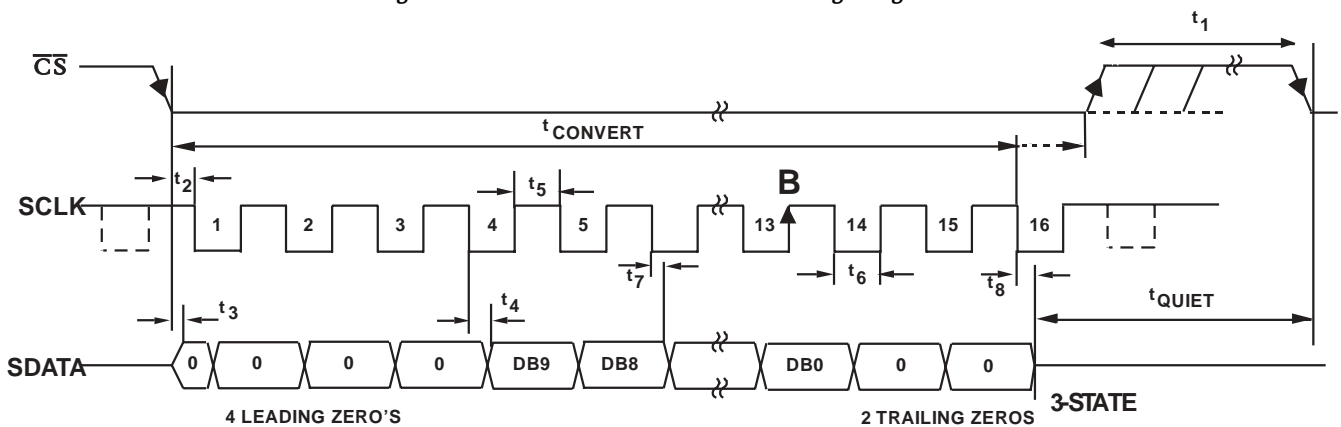 t1
CS
tCONVERT
t2
t5
B
SCLK
1
2
3
4
5
13
14
15
16
t7
t6
t8
t3
t4
tQUIET
SDATA
0
0
0
0
DB9
DB8
DB0
0
0
4 LEADING ZERO'S
2 TRAILING ZEROS
3-STATE